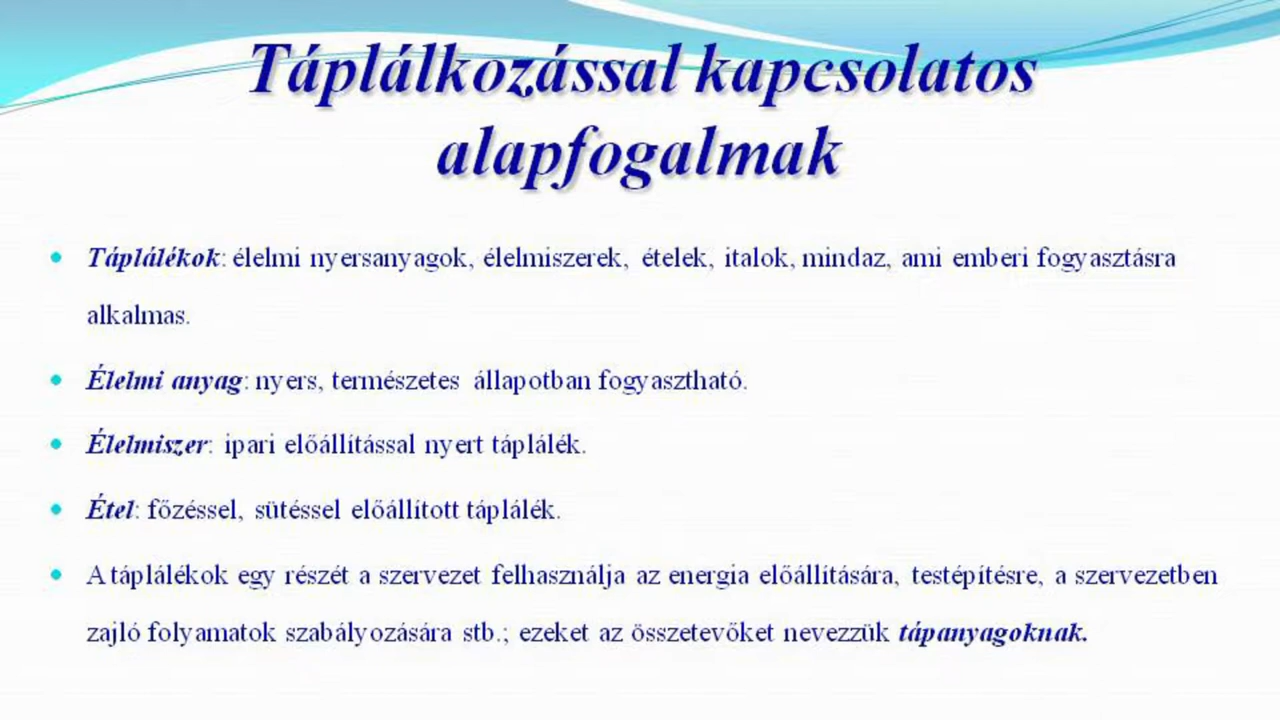 Táplálkozással kapcsolatos
alapfogalmak
Táplálékok: élelmi nyersanyagok, élelmiszerek, ételek, italok, mindaz, ami emberi fogyasztásra
alkalmas.
Élelmi anyag: nyers, természetes állapotban fogyasztható.
Élelmiszer: ipari előállítással nyert táplálék.
Étel: főzéssel, sütéssel előállított táplálék.
A táplálékok egy részét a szervezet felhasználja az energia előállítására, testépítésre, a szervezetben
zajló folyamatok szabályozására stb.; ezeket az összetevőket nevezzük tápanyagoknak.